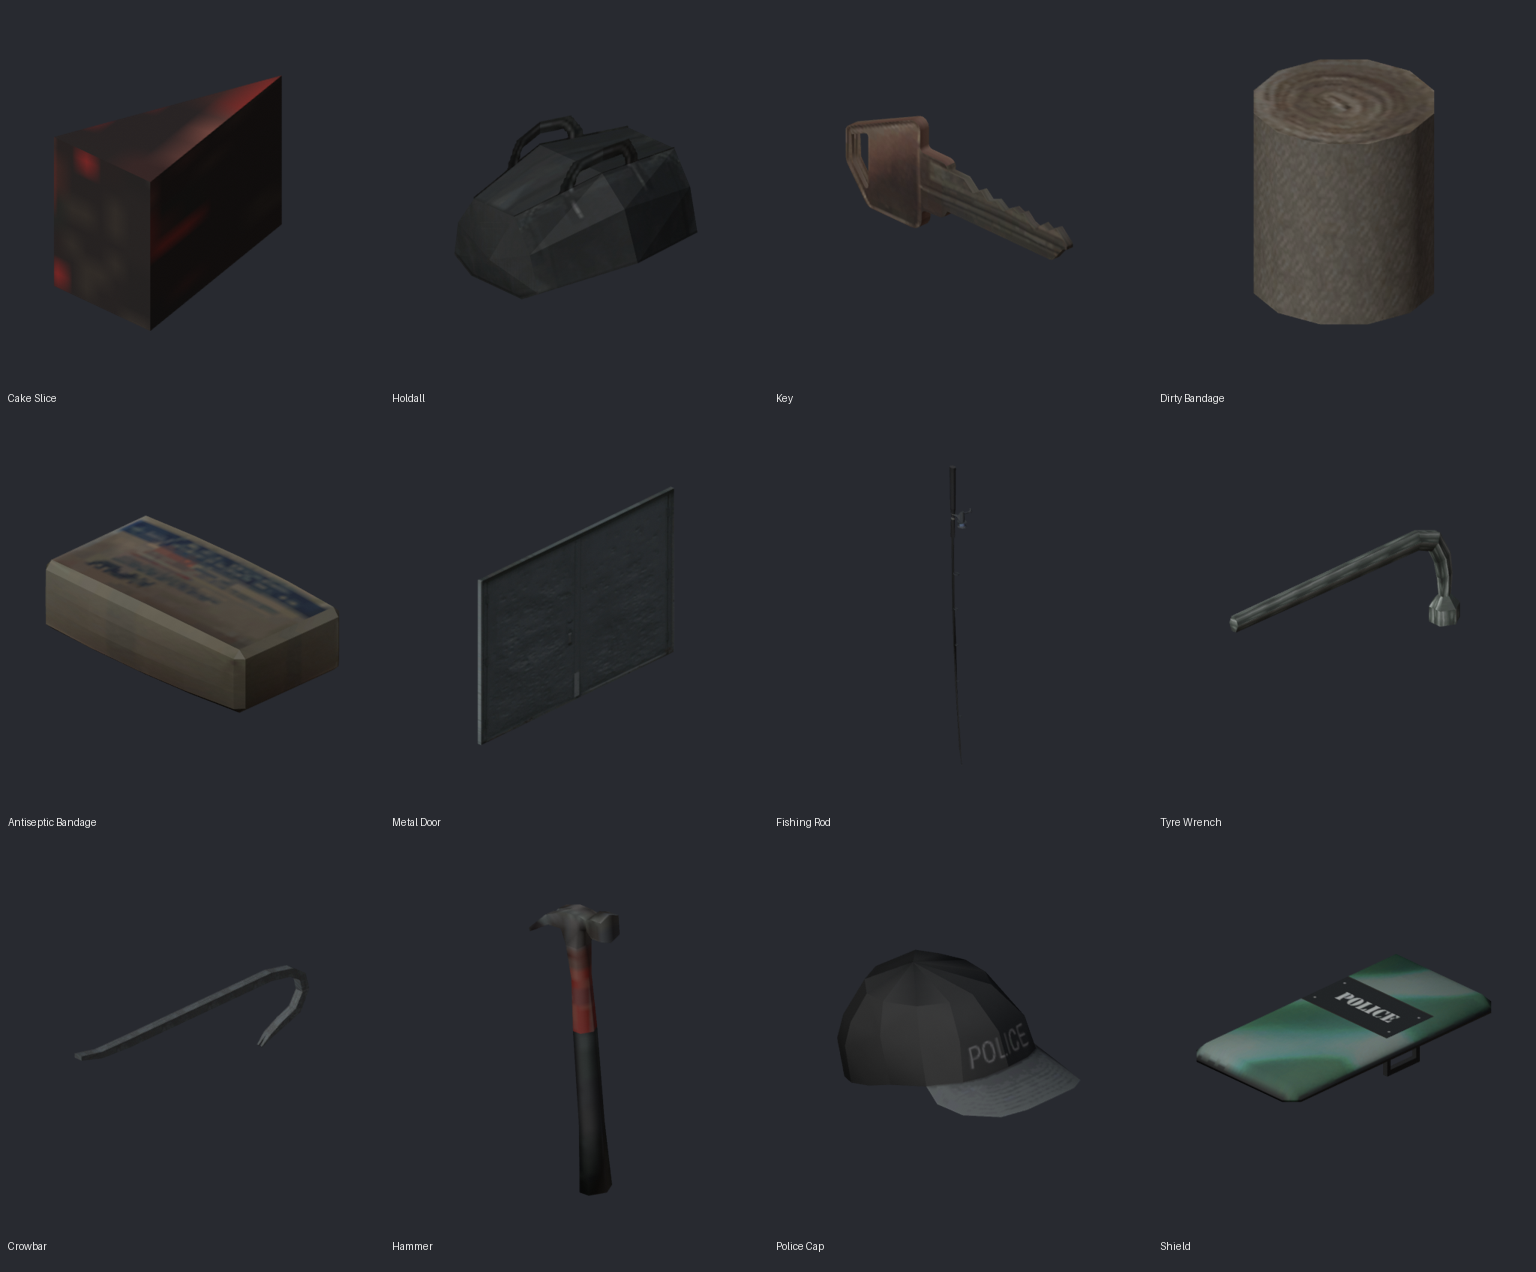 Cake Slice
Holdall
Key
Dirty Bandage
Antiseptic Bandage
Metal Door
Fishing Rod
Tyre Wrench
POLICE
POLICE
Crowbar
Hammer
Police Cap
Shield